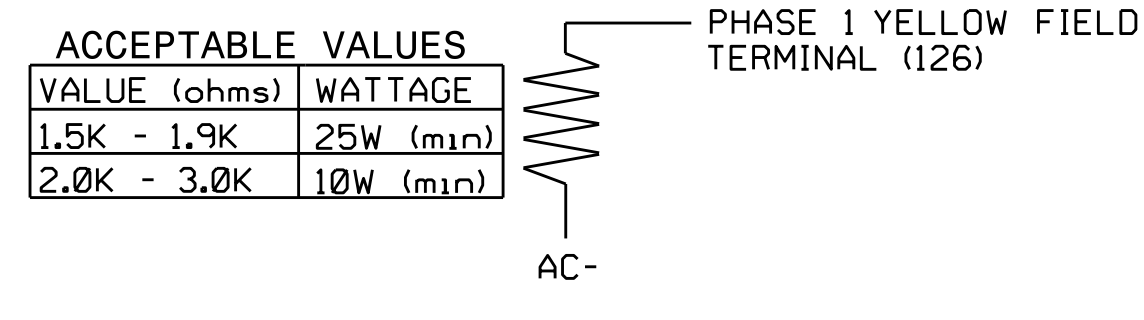 ACCEPTABLE VALUES
VALUE (ohms) WATTAGE
1.5K - 1.9K 25W (min)
2.0K - 3.0K 10W (min)
PHASE 1 YELLOW FIELD
TERMINAL (126)
AC-